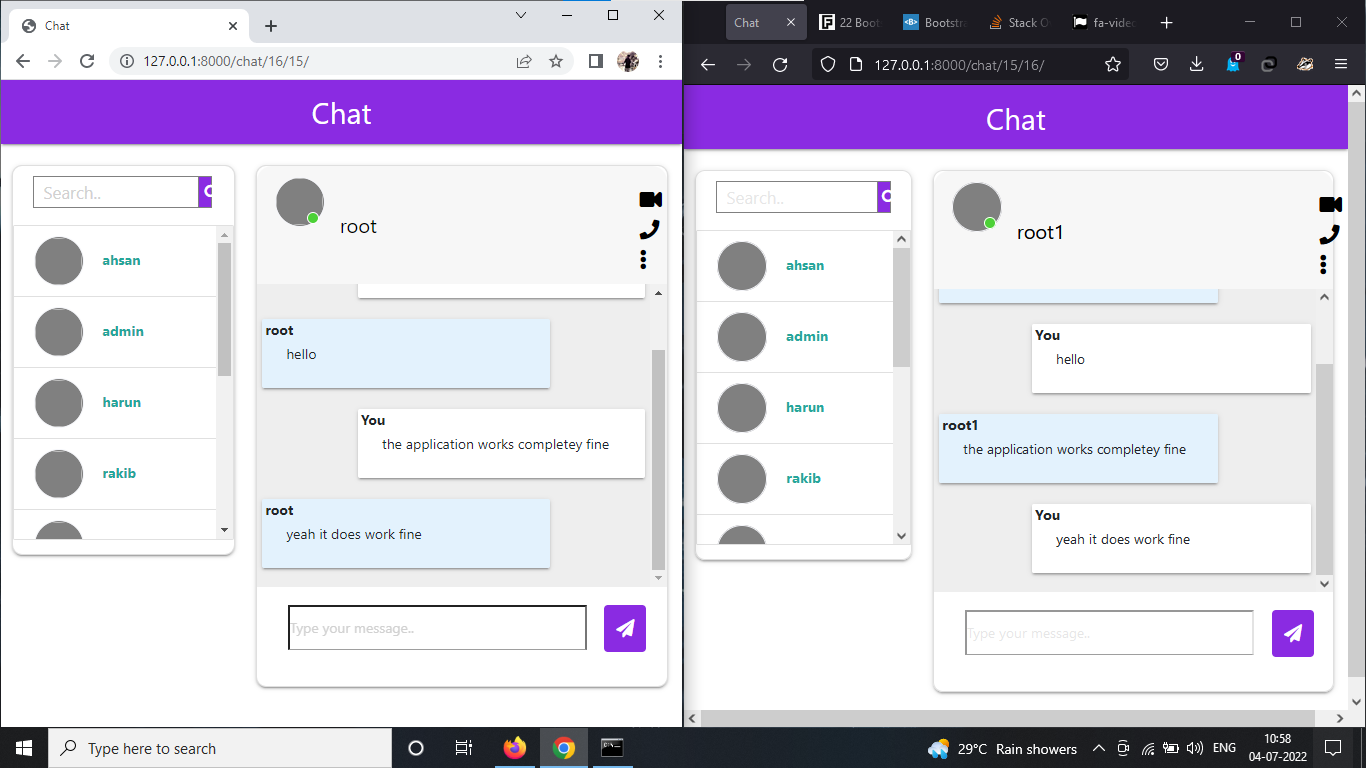 Chat
127.0.0.1:8000/chat/16/15/
Chat
Search..
ahsan
admin
harun
rakib
root
root
hello
You
the application works completey fine
root
yeah it does work fine
Type your message..
Chat
22 Boot
Bootstra
Stack O
fa-video
0
127.0.0.1:8000/chat/15/16/
Chat
Search..
ahsan
admin
harun
rakib
root1
You
hello
root1
the application works completey fine
You
yeah it does work fine
Type your message..
Type here to search
29°C Rain showers
ENG
10:58
04-07-2022